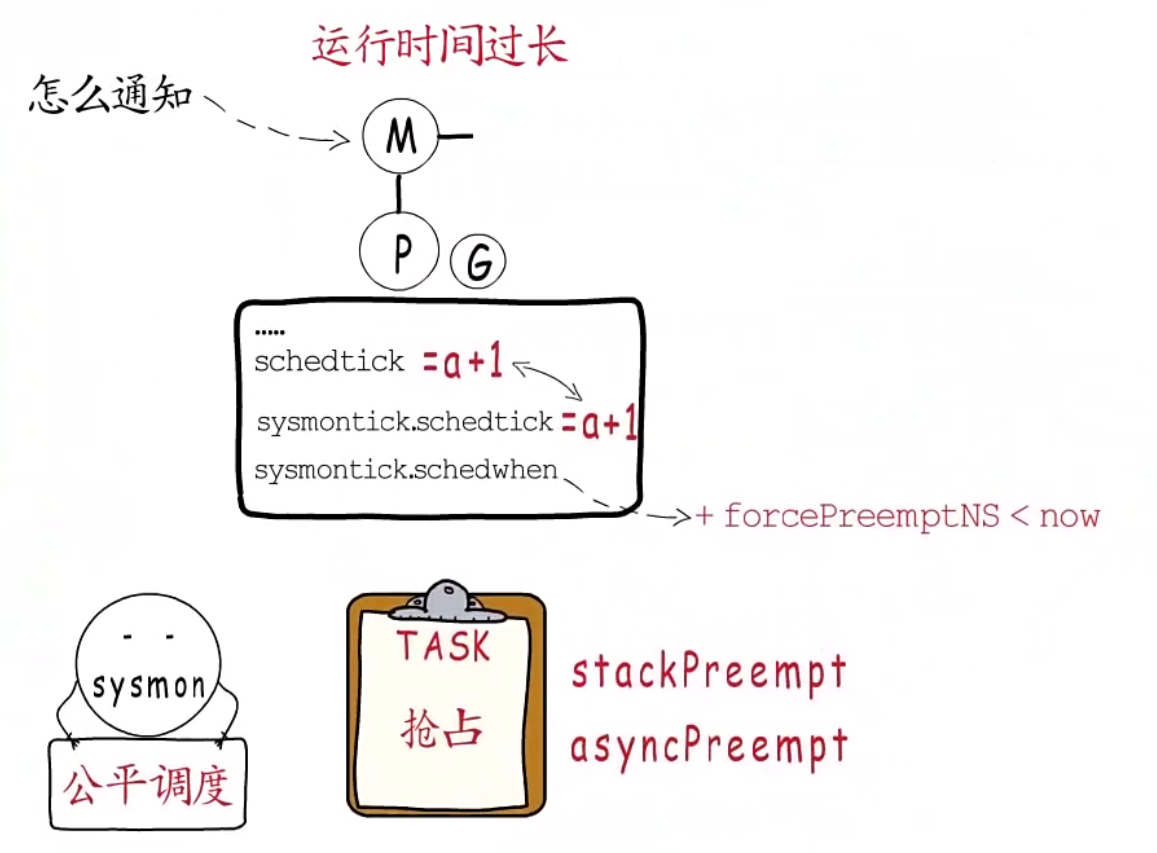 运行时间过长
怎么通知
M
P
G
.....
schedtick =a+1
sysmontick.schedtick=a+1
sysmontick.schedwhen
+ forcePreemptNS < now
sysmon
公平调度
TASK
抢占
stackPreempt
asyncPreempt